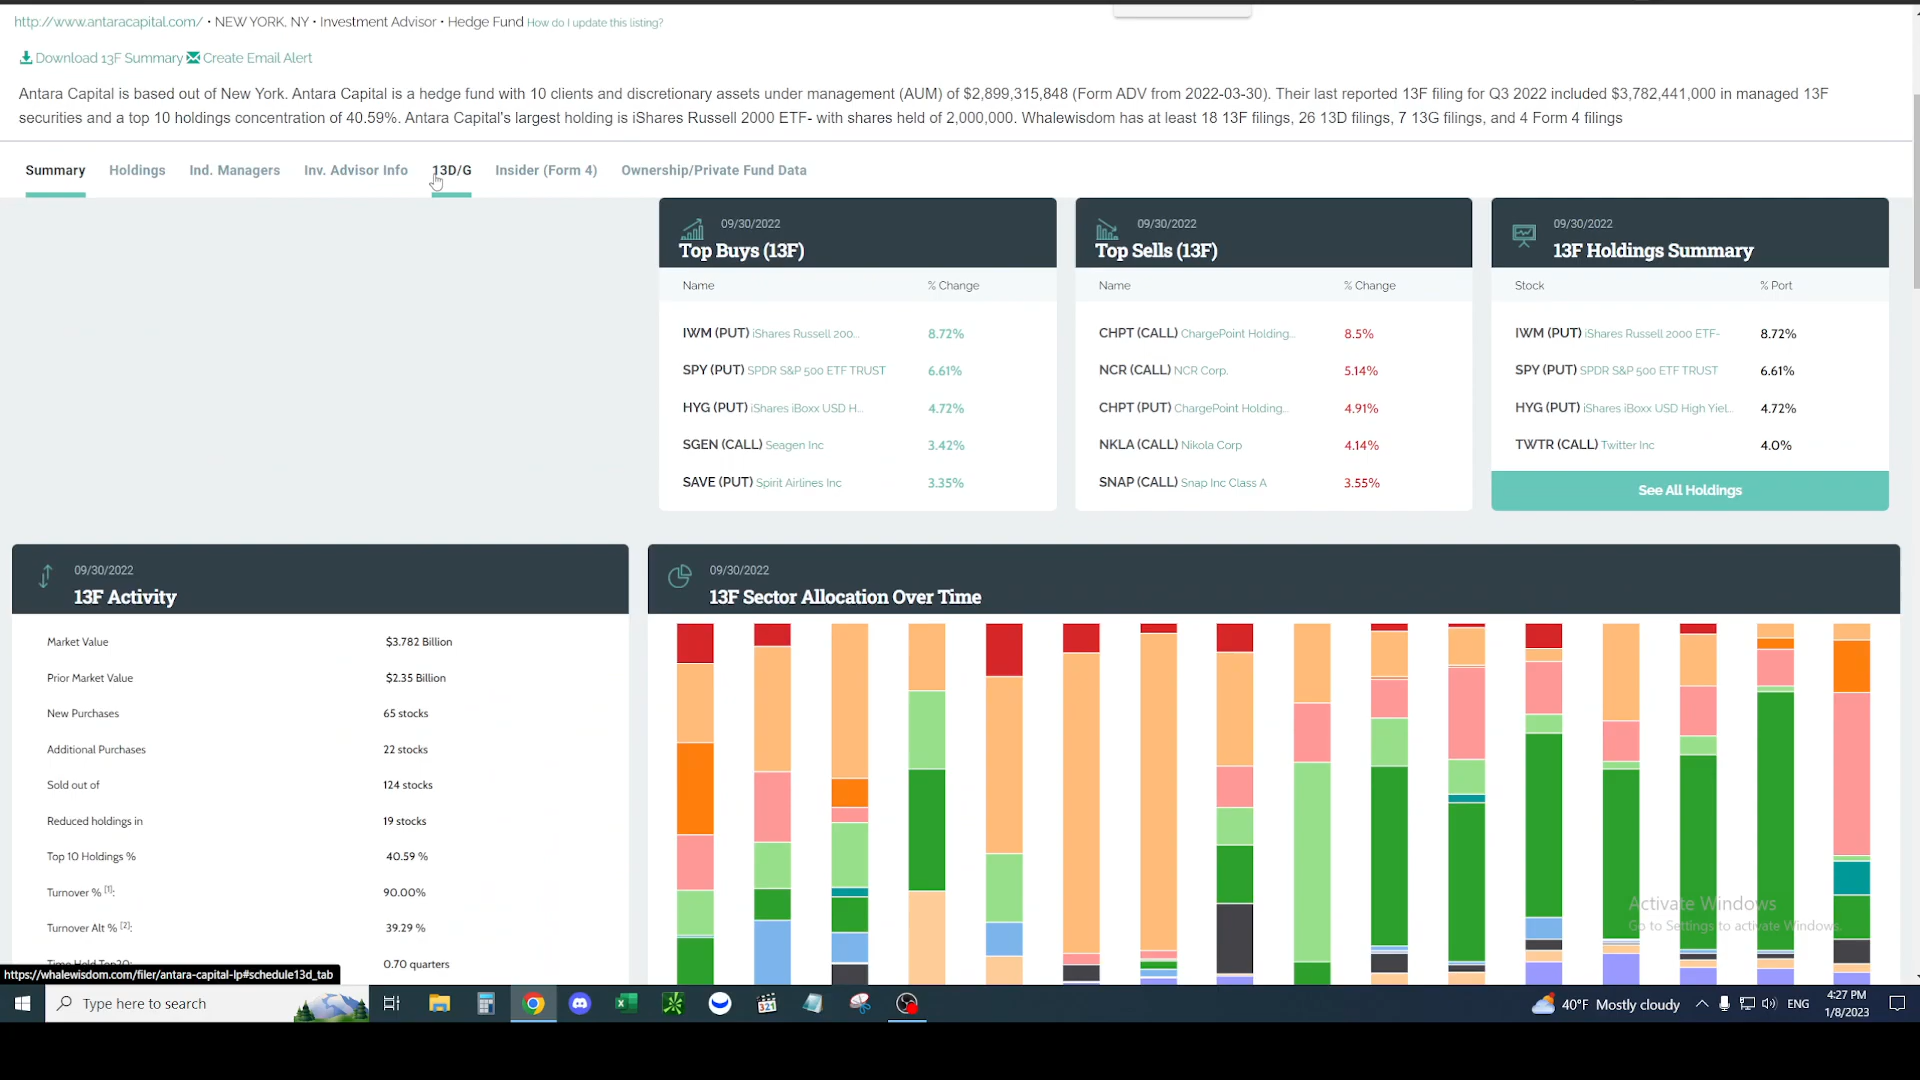 http://www.antaracapital.com/ • NEW YORK, NY • Investment Advisor • Hedge Fund How do I update this listing?
Download 13F Summary Create Email Alert
Antara Capital is based out of New York. Antara Capital is a hedge fund with 10 clients and discretionary assets under management (AUM) of $2,899,315,848 (Form ADV from 2022-03-30). Their last reported 13F filing for Q3 2022 included $3,782,441,000 in managed 13F
securities and a top 10 holdings concentration of 40.59%. Antara Capital's largest holding is iShares Russell 2000 ETF- with shares held of 2,000,000. Whalewisdom has at least 18 13F filings, 26 13D filings, 7 13G filings, and 4 Form 4 filings
Summary Holdings Ind. Managers Inv. Advisor Info 13D/G Insider (Form 4) Ownership/Private Fund Data
09/30/2022
Top Buys (13F)
Name % Change
IWM (PUT) iShares Russell 200... 8.72%
SPY (PUT) SPDR S&P 500 ETF TRUST 6.61%
HYG (PUT) iShares iBoxx USD H... 4.72%
SGEN (CALL) Seagen Inc 3.42%
SAVE (PUT) Spirit Airlines Inc 3.35%
09/30/2022
Top Sells (13F)
Name % Change
CHPT (CALL) ChargePoint Holding... 8.5%
NCR (CALL) NCR Corp. 5.14%
CHPT (PUT) ChargePoint Holding... 4.91%
NKLA (CALL) Nikola Corp 4.14%
SNAP (CALL) Snap Inc Class A 3.55%
09/30/2022
13F Holdings Summary
Stock % Port
IWM (PUT) iShares Russell 2000 ETF- 8.72%
SPY (PUT) SPDR S&P 500 ETF TRUST 6.61%
HYG (PUT) iShares iBoxx USD High Yiel... 4.72%
TWTR (CALL) Twitter Inc 4.0%
See All Holdings
09/30/2022
13F Activity
Market Value $3.782 Billion
Prior Market Value $2.35 Billion
New Purchases 65 stocks
Additional Purchases 22 stocks
Sold out of 124 stocks
Reduced holdings in 19 stocks
Top 10 Holdings % 40.59 %
Turnover % [1]: 90.00%
Turnover Alt % [2]: 39.29 %
Time Held Top20: 0.70 quarters
09/30/2022
13F Sector Allocation Over Time
Activate Windows
Go to Settings to activate Windows.
https://whalewisdom.com/filer/antara-capital-lp#schedule13d_tab
Type here to search
321
40°F Mostly cloudy
ENG
4:27 PM
1/8/2023